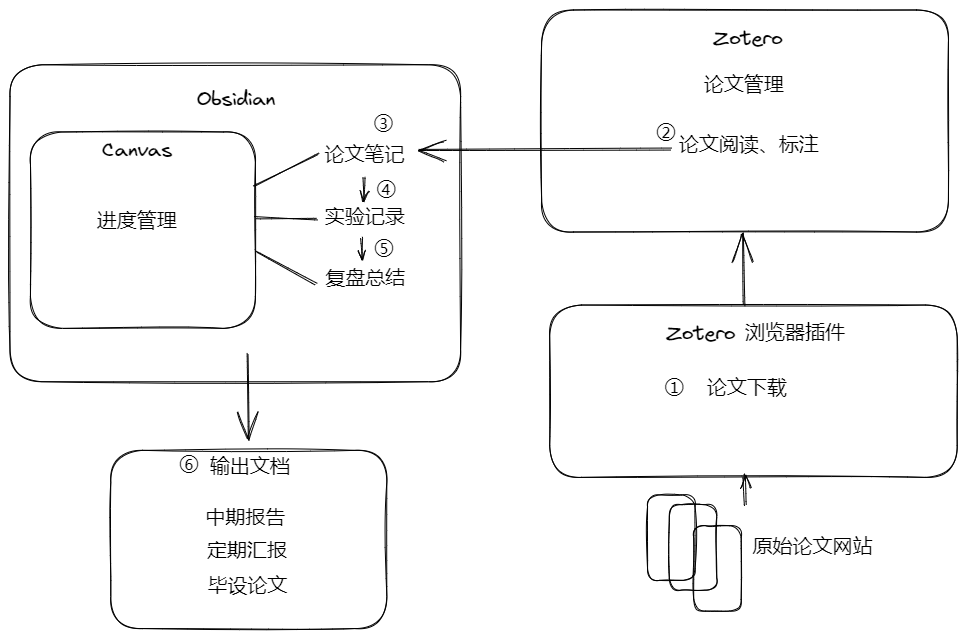 Zotero
论文管理
② 论文阅读、标注
Obsidian
Canvas
进度管理
③
论文笔记
④
实验记录
⑤
复盘总结
Zotero 浏览器插件
① 论文下载
原始论文网站
⑥ 输出文档
中期报告
定期汇报
毕设论文